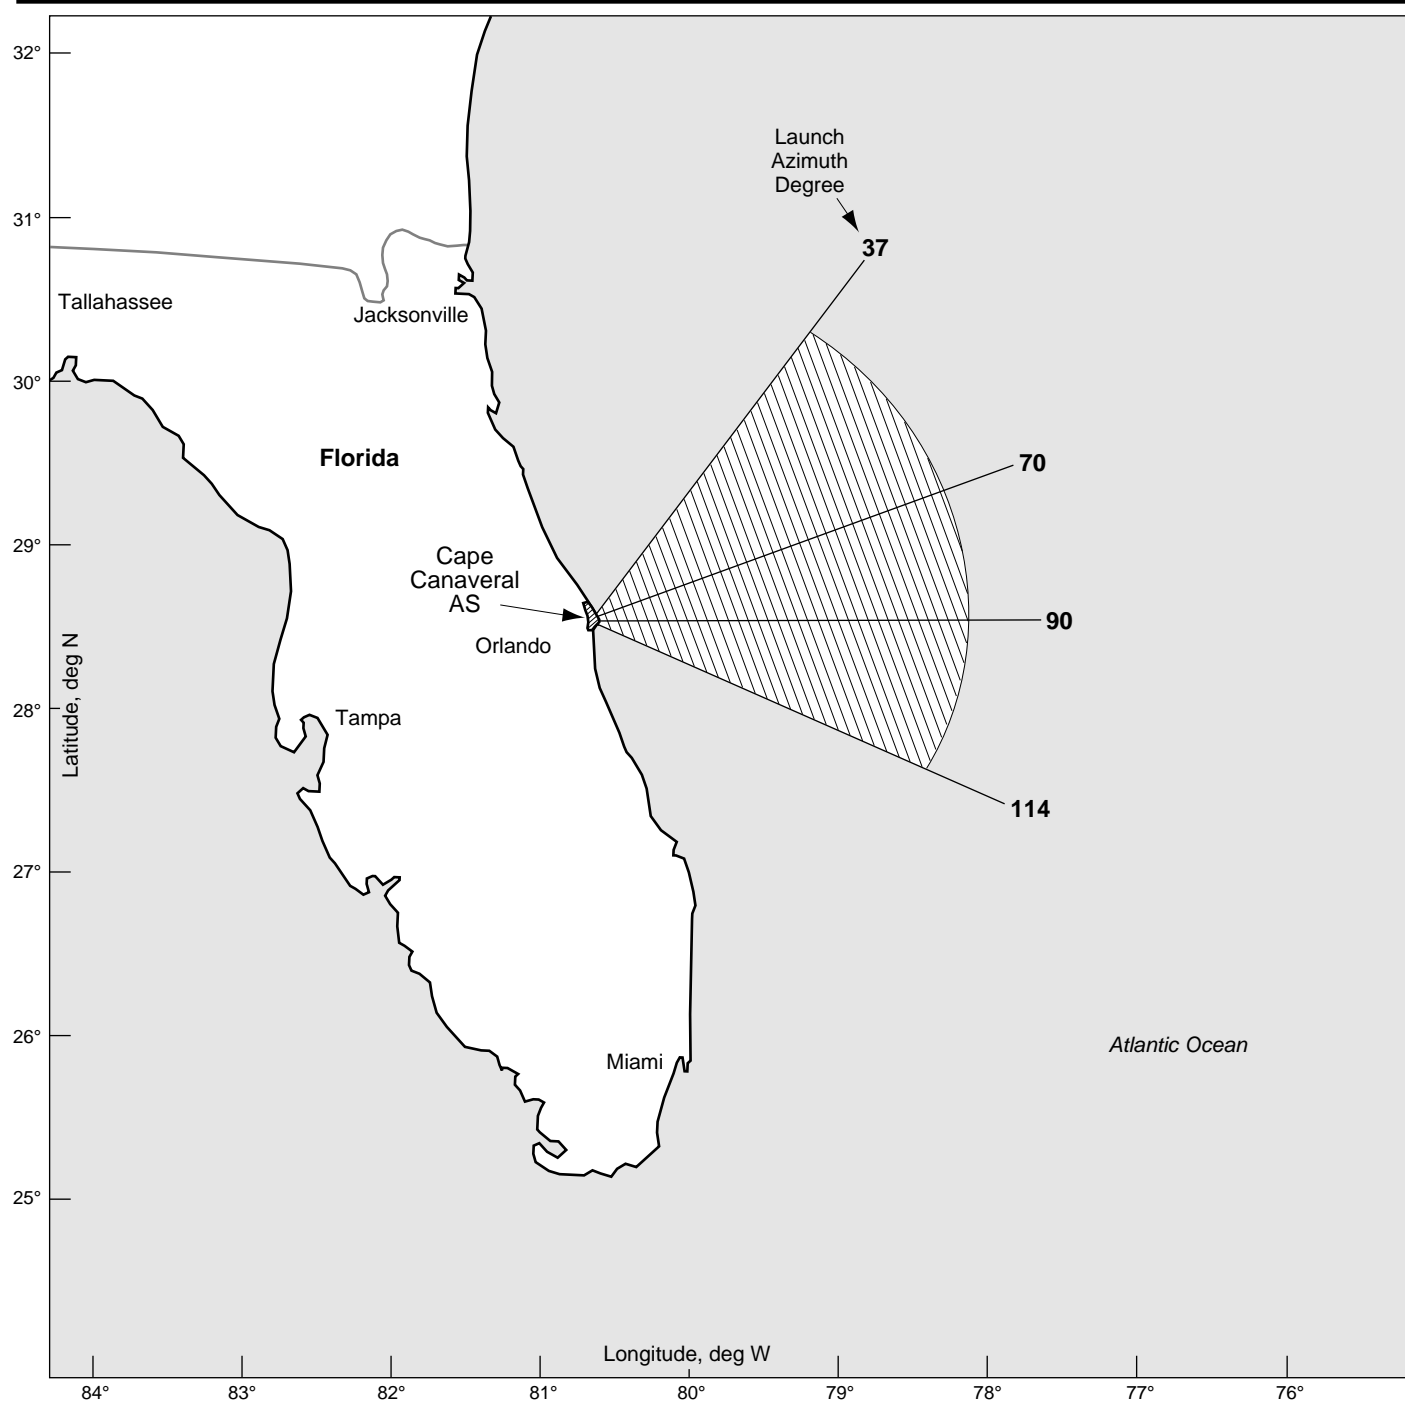 32°
Launch
Azimuth
Degree
31°
37
Tallahassee
Jacksonville
30°
Florida
70
29°
Cape
Canaveral
AS
90
Orlando
Latitude, deg N
28°
Tampa
114
27°
26°
Miami
Atlantic Ocean
25°
Longitude, deg W
84°
83°
82°
81°
80°
79°
78°
77°
76°